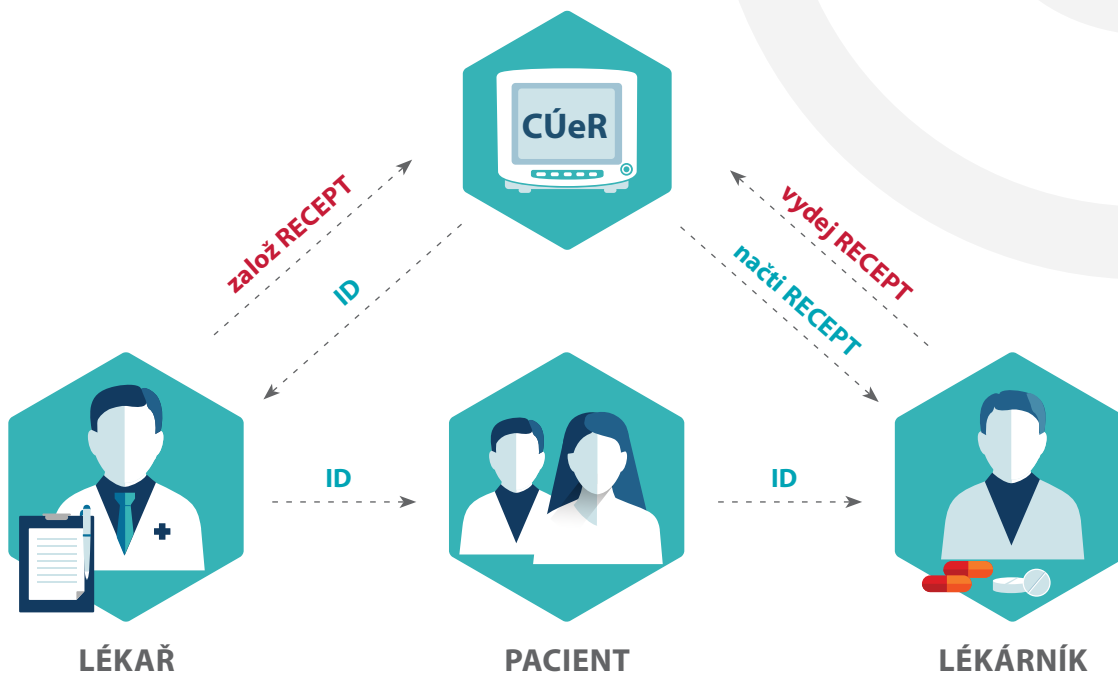 CÚeR
založ RECEPT
ID
vydej RECEPT
načti RECEPT
ID
ID
LÉKAŘ
PACIENT
LÉKÁRNÍK